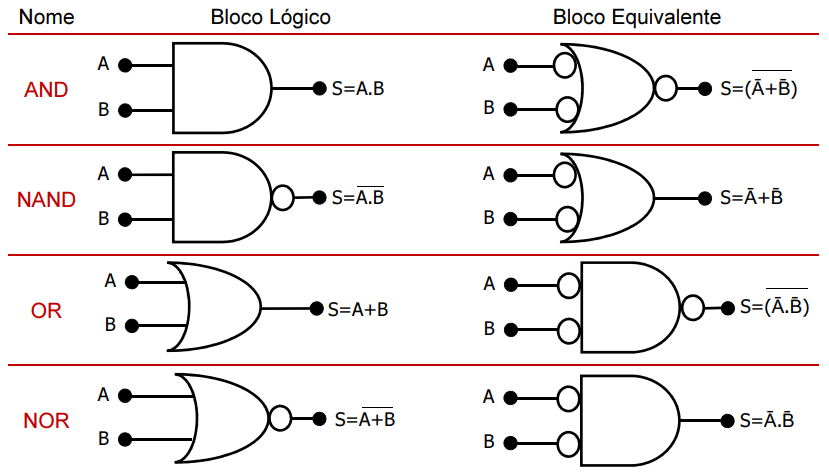 Nome Bloco Lógico Bloco Equivalente
AND A B S=A.B A B S=(Ā+B̄)̅
NAND A B S=A̅.̅B̅ A B S=Ā+B̄
OR A B S=A+B A B S=(Ā.B̄)̅
NOR A B S=A̅+̅B̅ A B S=Ā.B̄